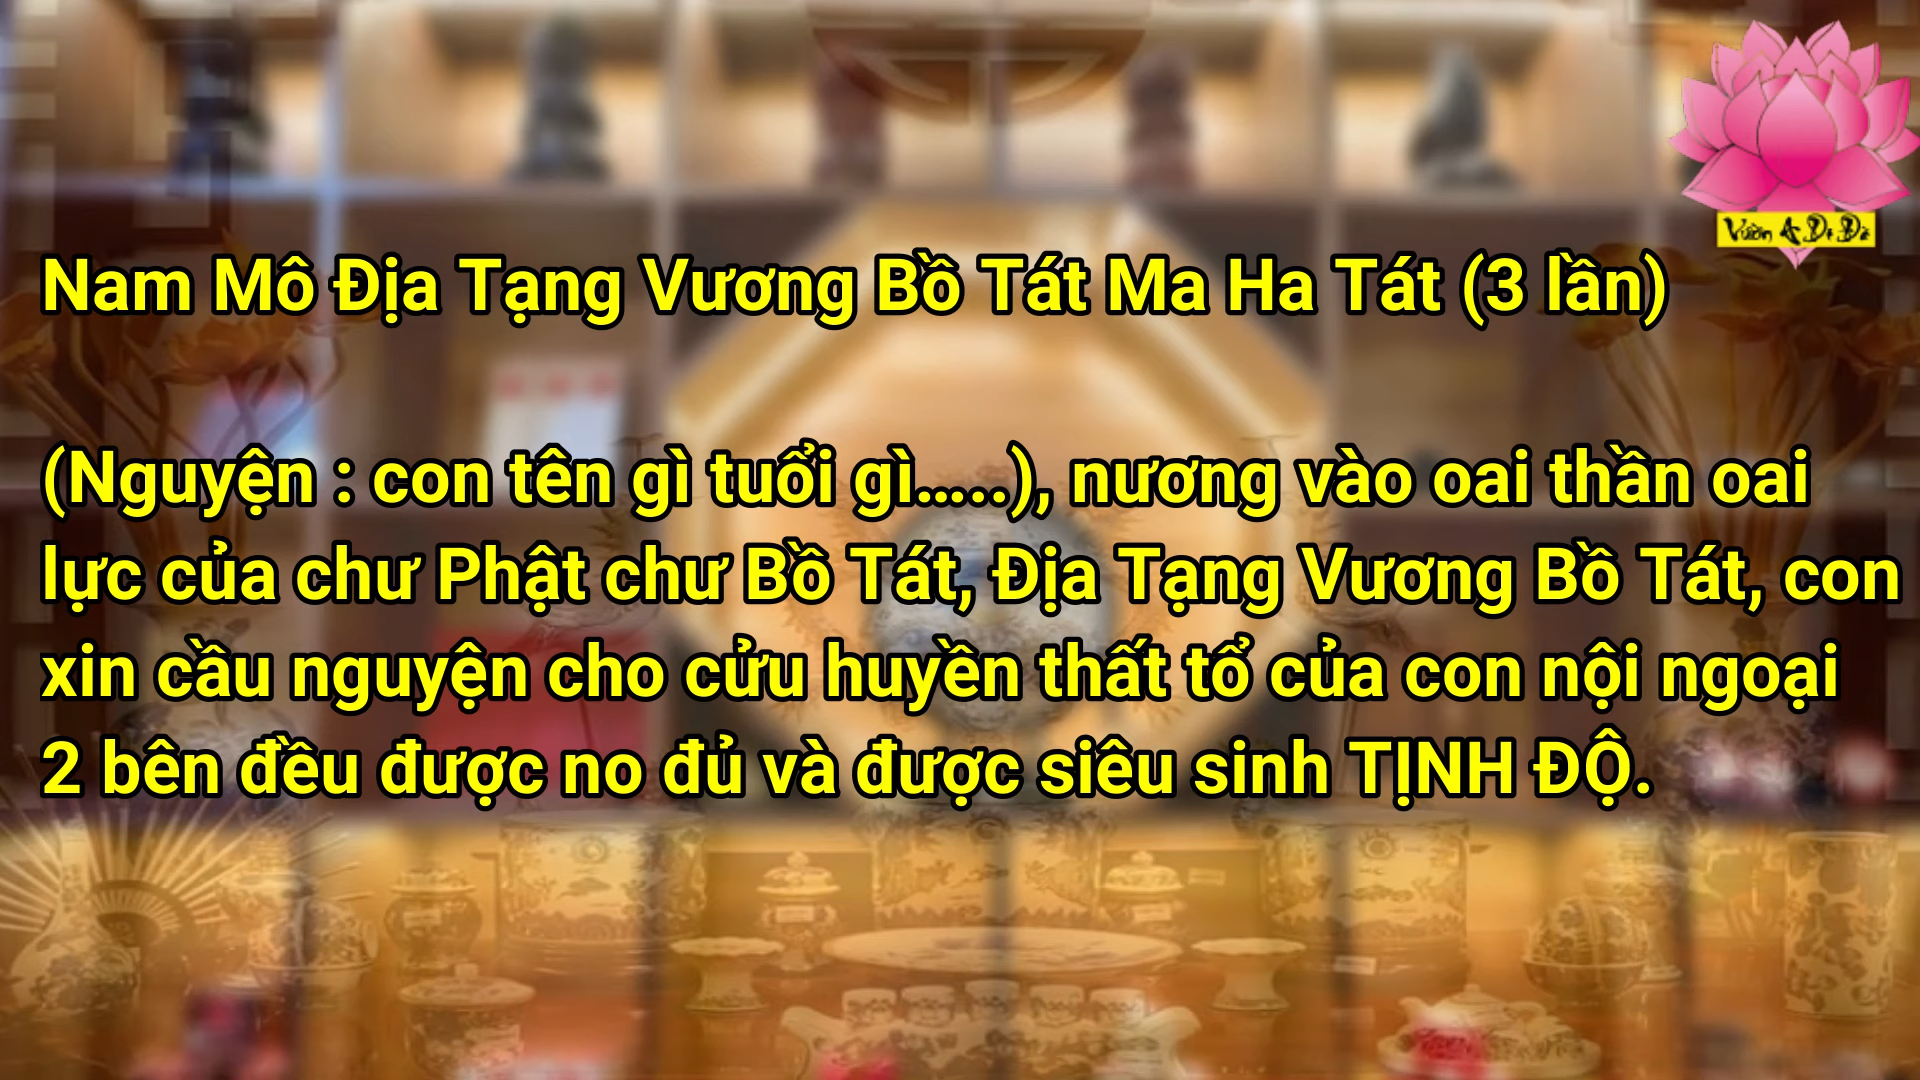 Vườn A Di Đà
Nam Mô Địa Tạng Vương Bồ Tát Ma Ha Tát (3 lần)
(Nguyện : con tên gì tuổi gì.....), nương vào oai thần oai
lực của chư Phật chư Bồ Tát, Địa Tạng Vương Bồ Tát, con
xin cầu nguyện cho cửu huyền thất tổ của con nội ngoại
2 bên đều được no đủ và được siêu sinh TỊNH ĐỘ.